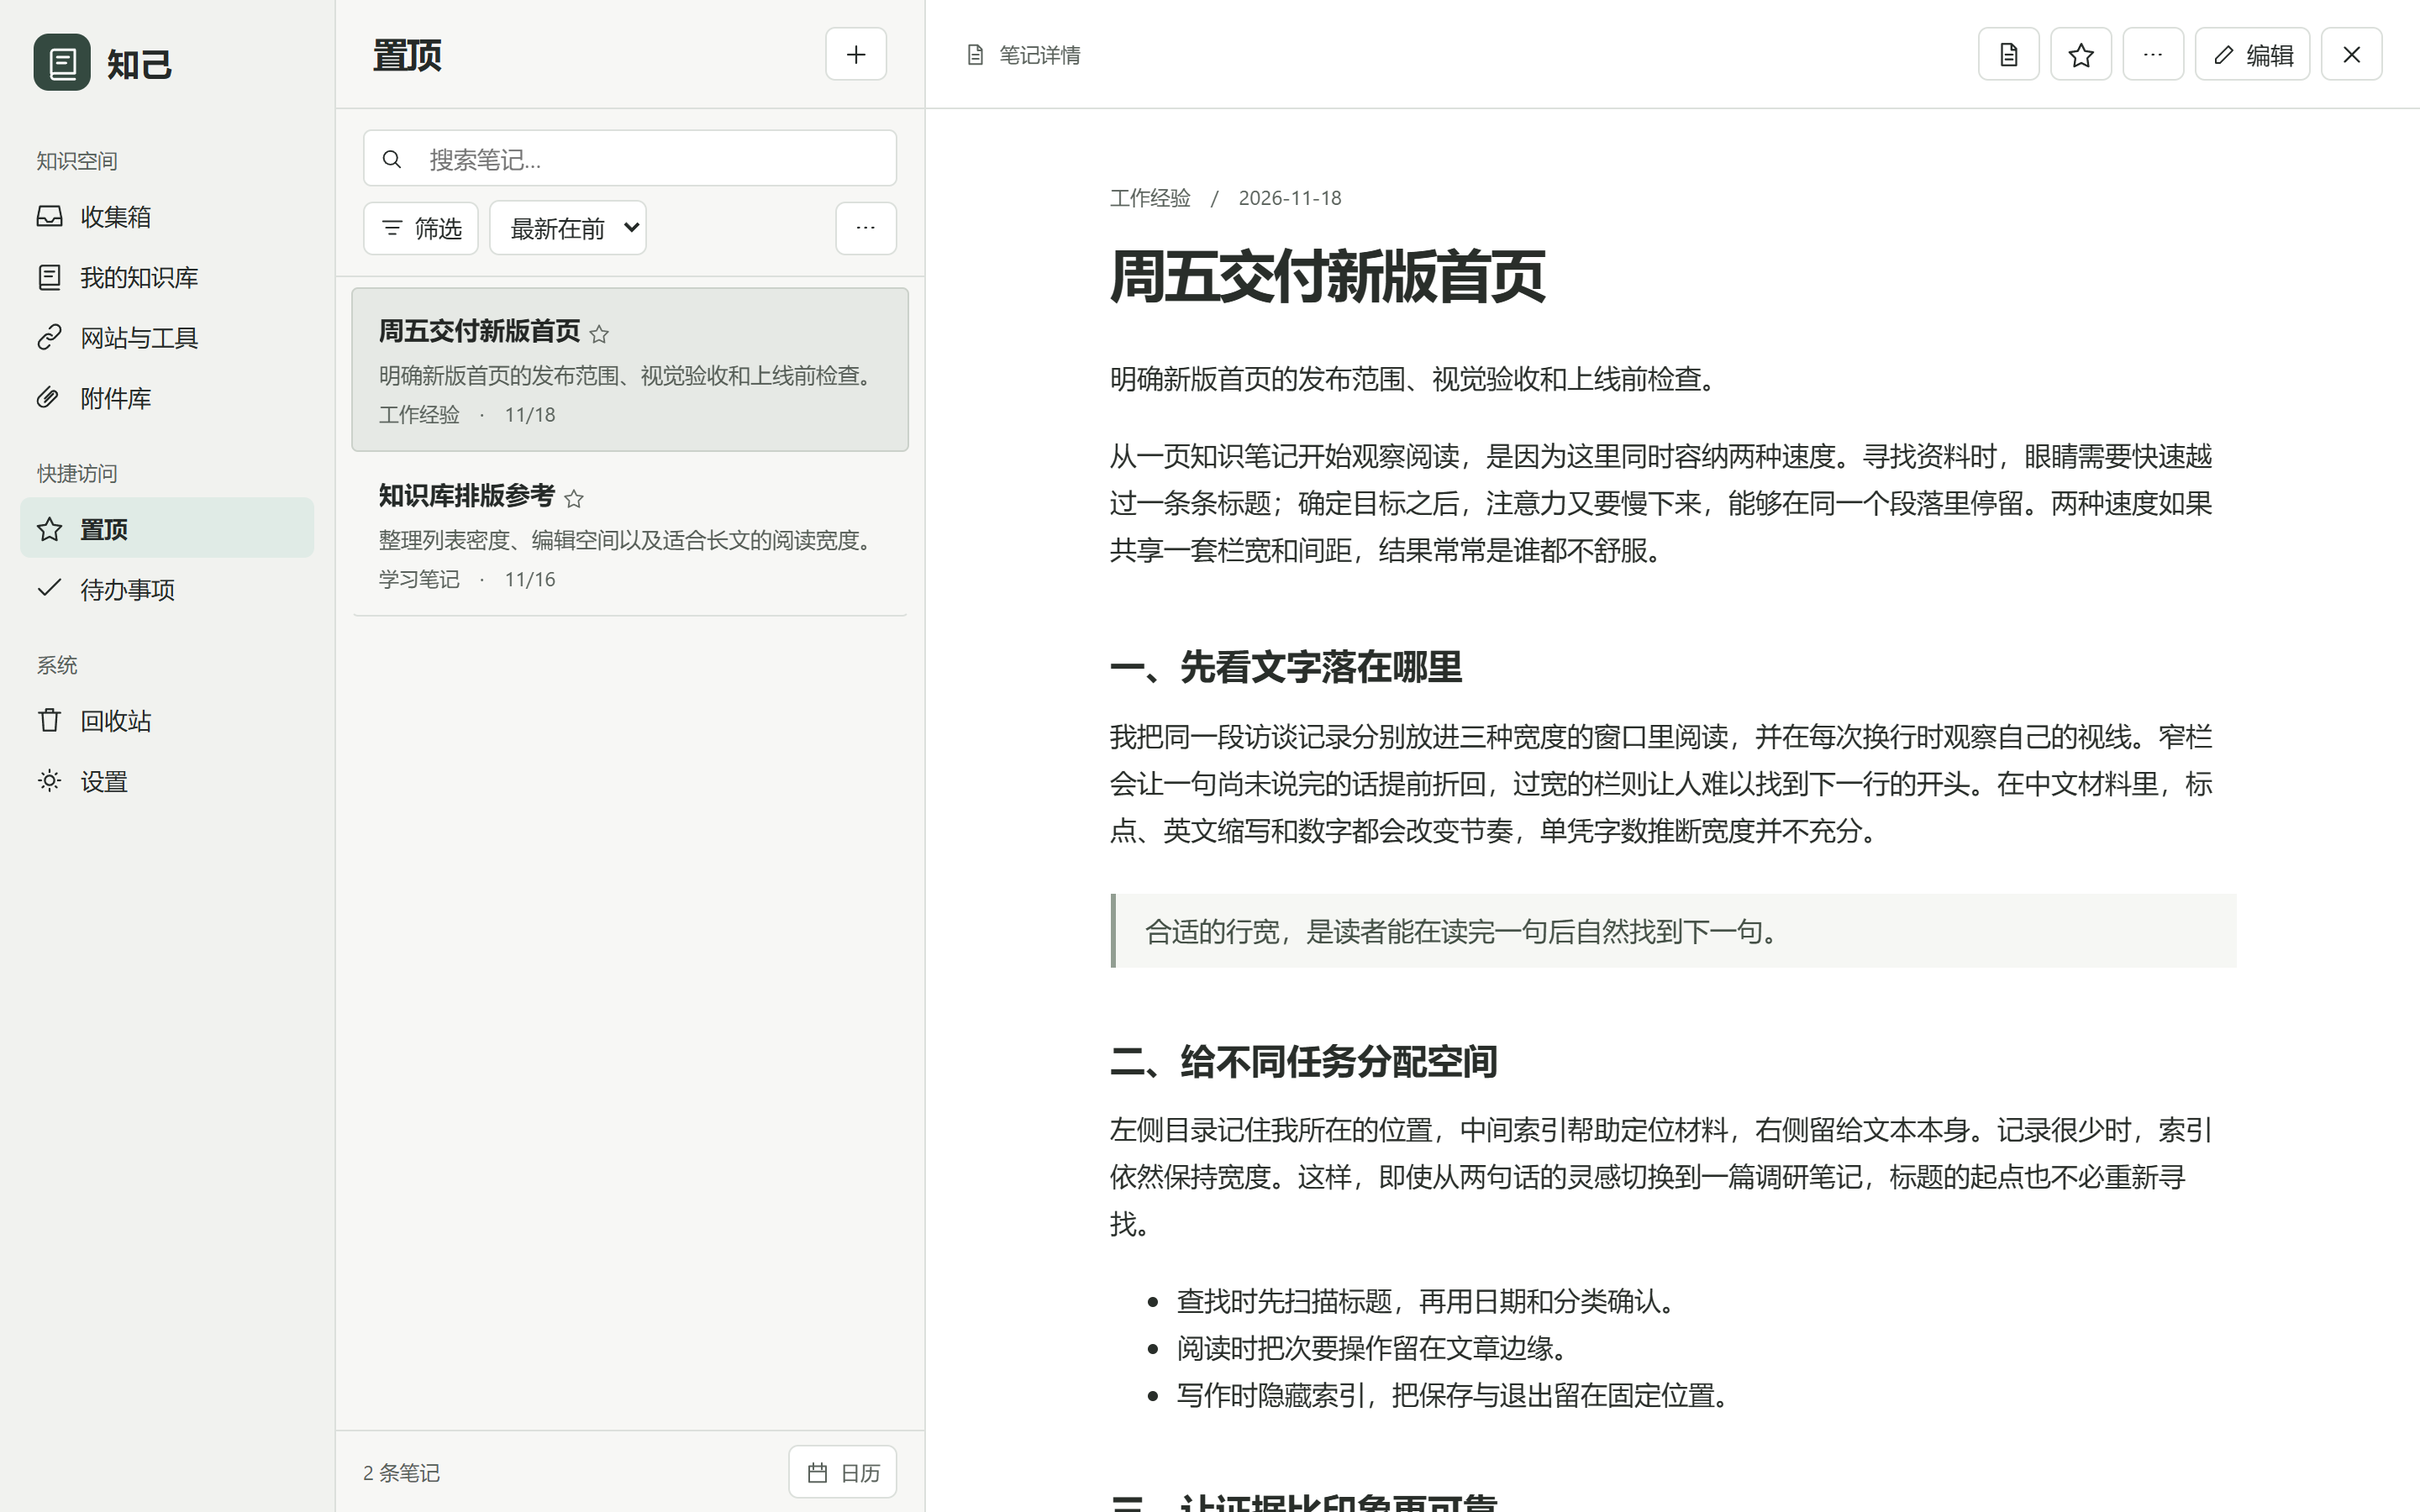 知己
知识空间
收集箱
我的知识库
网站与工具
附件库
快捷访问
置顶
待办事项
系统
回收站
设置
置顶
搜索笔记...
筛选
最新在前
周五交付新版首页
明确新版首页的发布范围、视觉验收和上线前检查。
工作经验 · 11/18
知识库排版参考
整理列表密度、编辑空间以及适合长文的阅读宽度。
学习笔记 · 11/16
2 条笔记
日历
笔记详情
编辑
工作经验 / 2026-11-18
周五交付新版首页
明确新版首页的发布范围、视觉验收和上线前检查。
从一页知识笔记开始观察阅读，是因为这里同时容纳两种速度。寻找资料时，眼睛需要快速越
过一条条标题；确定目标之后，注意力又要慢下来，能够在同一个段落里停留。两种速度如果
共享一套栏宽和间距，结果常常是谁都不舒服。
一、先看文字落在哪里
我把同一段访谈记录分别放进三种宽度的窗口里阅读，并在每次换行时观察自己的视线。窄栏
会让一句尚未说完的话提前折回，过宽的栏则让人难以找到下一行的开头。在中文材料里，标
点、英文缩写和数字都会改变节奏，单凭字数推断宽度并不充分。
合适的行宽，是读者能在读完一句后自然找到下一句。
二、给不同任务分配空间
左侧目录记住我所在的位置，中间索引帮助定位材料，右侧留给文本本身。记录很少时，索引
依然保持宽度。这样，即使从两句话的灵感切换到一篇调研笔记，标题的起点也不必重新寻
找。
查找时先扫描标题，再用日期和分类确认。
阅读时把次要操作留在文章边缘。
写作时隐藏索引，把保存与退出留在固定位置。
三、让证据比印象更可靠